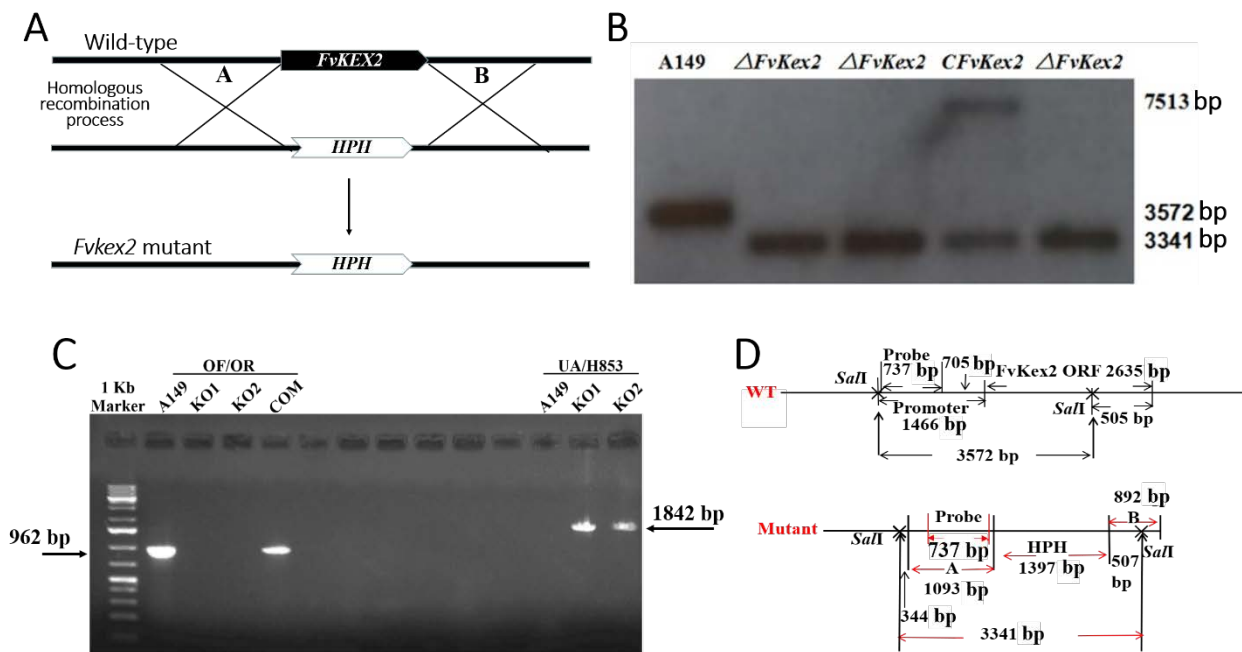 A
Wild-type
FvKEX2
A
B
Homologous
recombination
process
HPH
Fvkex2 mutant
HPH
B
A149
△FvKex2
△FvKex2
CFvKex2
△FvKex2
7513 bp
3572 bp
3341 bp
C
OF/OR
UA/H853
1 Kb
Marker
A149
KO1
KO2
COM
A149
KO1
KO2
962 bp
1842 bp
D
Probe
737 bp
705 bp
FvKex2 ORF 2635 bp
WT
SalI
Promoter
1466 bp
SalI
505 bp
3572 bp
892 bp
Mutant
Probe
B
SalI
737 bp
HPH
SalI
A
1397 bp
507
bp
1093 bp
344 bp
3341 bp